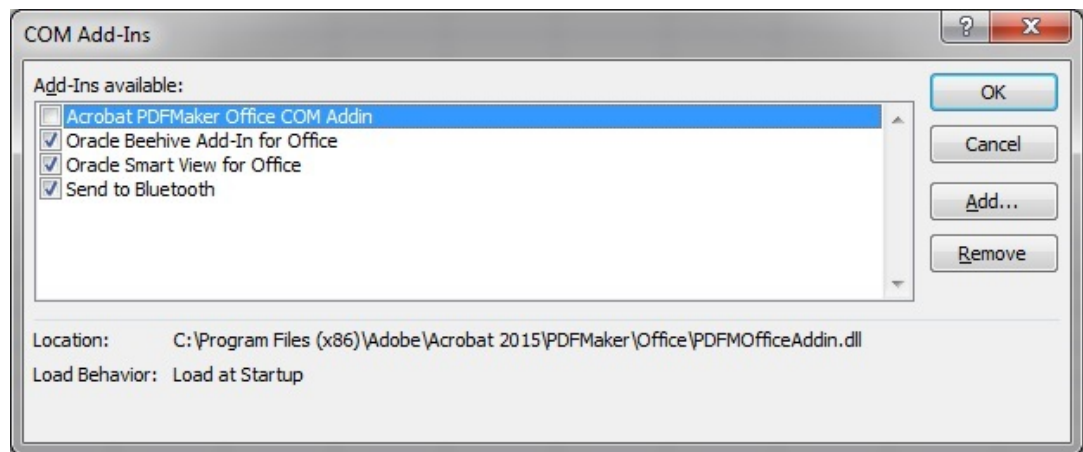 COM Add-Ins
Add-Ins available:
Acrobat PDFMaker Office COM Addin
Oracle Beehive Add-In for Office
Oracle Smart View for Office
Send to Bluetooth
OK
Cancel
Add...
Remove
Location: C:\Program Files (x86)\Adobe\Acrobat 2015\PDFMaker\Office\PDFMOfficeAddin.dll
Load Behavior: Load at Startup